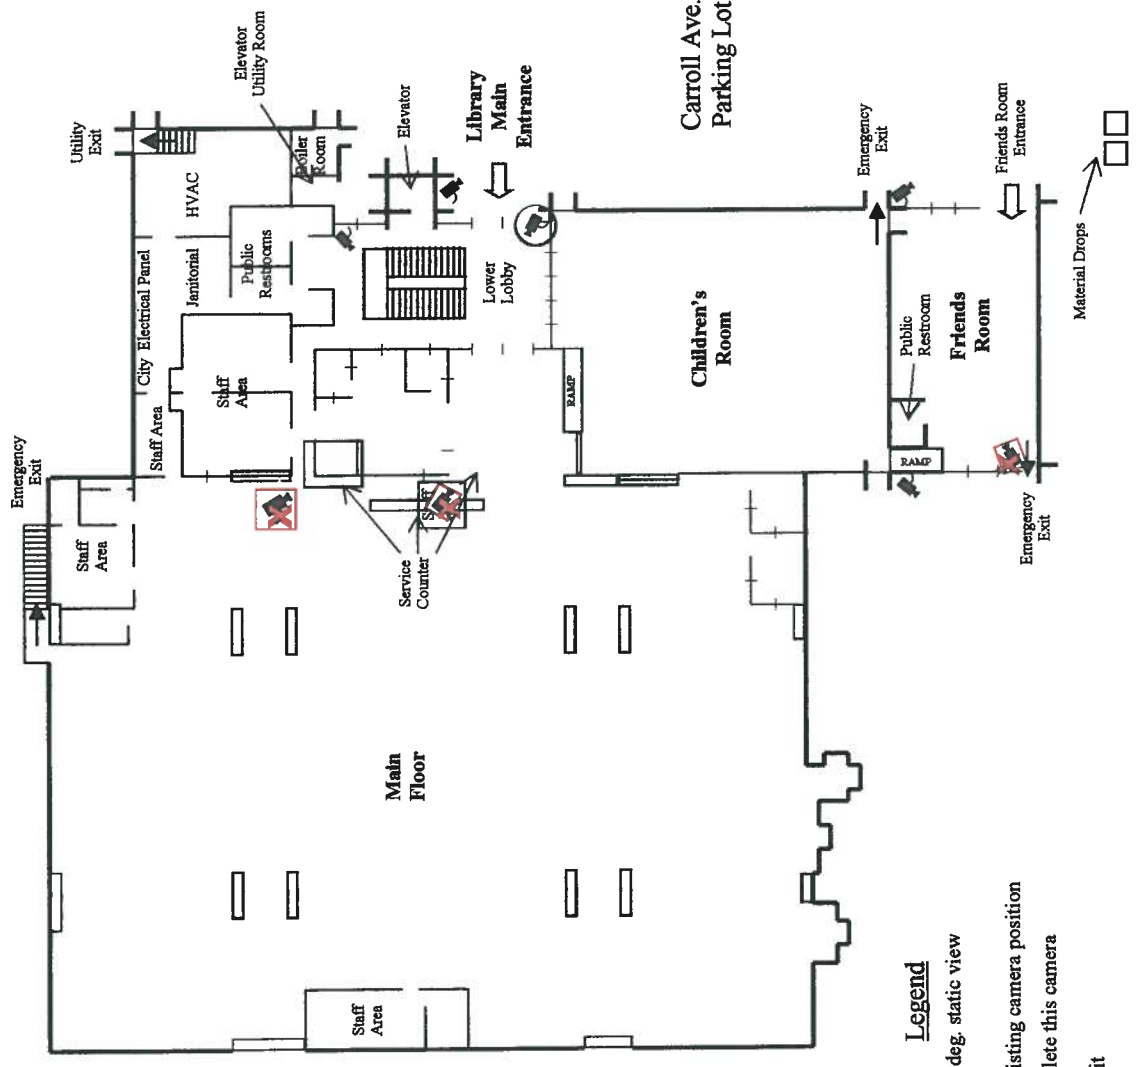 Elevator
Utility Room
Utility
Exit
Elevator
Library
Main
Entrance
Carroll Ave.
Parking Lot
Boiler
Room
HVAC
Emergency
Exit
Friends Room
Entrance
Material Drops
City Electrical Panel
Janitorial
Public
Restrooms
Lower
Lobby
Children's
Room
Public
Restroom
Friends
Room
Staff Area
Staff
Area
RAMP
RAMP
Emergency
Exit
Staff
Area
Service
Counter
Staff
Emergency
Exit
Main
Floor
Staff
Area
Legend
deg. static view
isting camera position
lete this camera
it